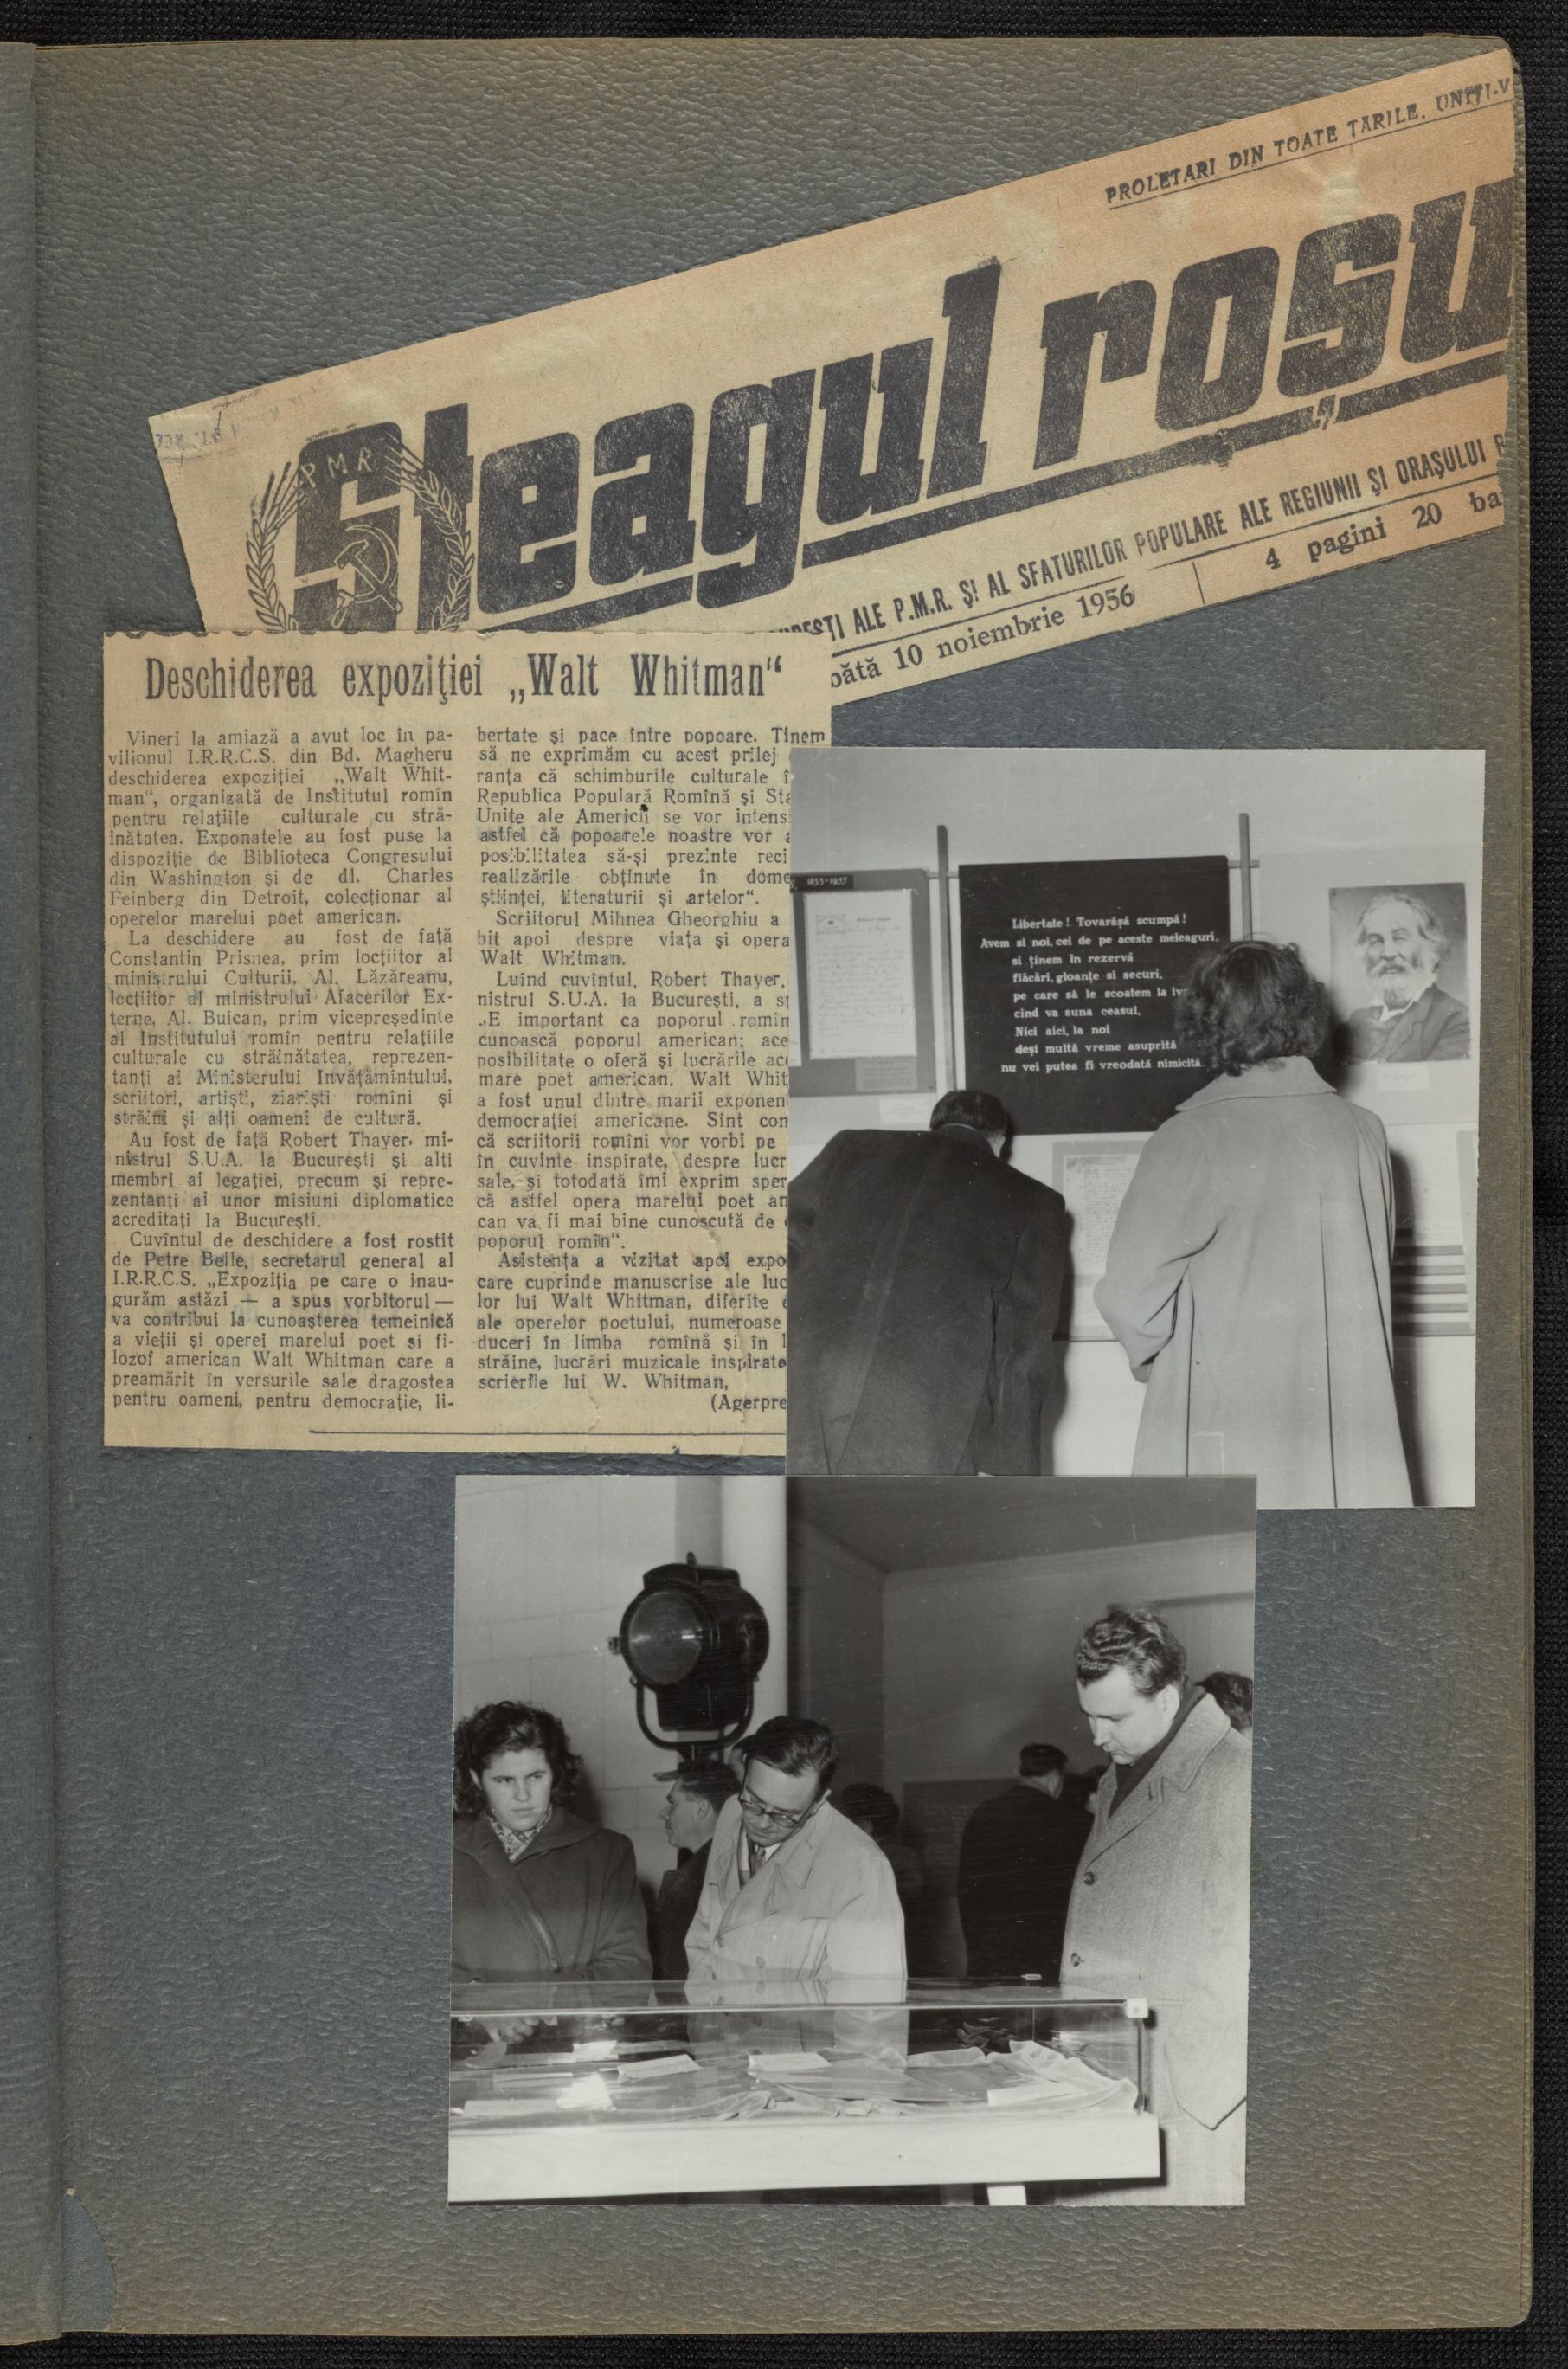 PROLETARI DIN TOATE TARILE, UNIȚI-V
Steagul roșu
P M R
URESTI ALE P.M.R. ȘI AL SFATURILOR POPULARE ALE REGIUNII ȘI ORAȘULUI B
bătă 10 noiembrie 1956
4 pagini 20 ba
Deschiderea expoziţiei „Walt Whitman“
Vineri la amiază a avut loc în pa-
vilionul I.R.R.C.S. din Bd. Magheru
deschiderea expoziției „Walt Whit-
man“, organizată de Institutul romîn
pentru relațiile culturale cu stră-
inătatea. Exponatele au fost puse la
dispoziție de Biblioteca Congresului
din Washington și de dl. Charles
Feinberg din Detroit, colecționar al
operelor marelui poet american.
La deschidere au fost de față
Constantin Prisnea, prim locțiitor al
ministrului Culturii, Al. Lăzăreanu,
locțiitor al ministrului Afacerilor Ex-
terne, Al. Buican, prim vicepreședinte
al Institutului romîn pentru relațiile
culturale cu străinătatea, reprezen-
tanți ai Ministerului Invățămîntului,
scriitori, artiști, ziariști romîni și
străini și alți oameni de cultură.
Au fost de față Robert Thayer, mi-
nistrul S.U.A. la București și alti
membri ai legației, precum și repre-
zentanți ai unor misiuni diplomatice
acreditați la București.
Cuvîntul de deschidere a fost rostit
de Petre Belle, secretarul general al
I.R.R.C.S. „Expoziția pe care o inau-
gurăm astăzi — a spus vorbitorul —
va contribui la cunoașterea temeinică
a vieții și operei marelui poet și fi-
lozof american Walt Whitman care a
preamărit în versurile sale dragostea
pentru oameni, pentru democrație, li-
bertate și pace între popoare. Tinem
să ne exprimăm cu acest prilej
ranța că schimburile culturale î
Republica Populară Romînă și Sta
Unite ale Americii se vor intensi
astfel că popoarele noastre vor a
posibilitatea să-și prezinte reci
realizările obținute în dome
științei, literaturii și artelor“.
Scriitorul Mihnea Gheorghiu a
bit apoi despre viața și opera
Walt Whitman.
Luînd cuvîntul, Robert Thayer,
nistrul S.U.A. la București, a sp
„E important ca poporul romîn
cunoască poporul american; ace
posibilitate o oferă și lucrările ace
mare poet american. Walt Whit
a fost unul dintre marii exponen
democrației americane. Sînt con
că scriitorii romîni vor vorbi pe
în cuvinte inspirate, despre lucr
sale, și totodată îmi exprim sper
că astfel opera marelui poet an
can va fi mai bine cunoscută de
poporul romîn“.
Asistența a vizitat apoi expo
care cuprinde manuscrise ale luc
lor lui Walt Whitman, diferite e
ale operelor poetului, numeroase
duceri în limba romînă și în l
străine, lucrări muzicale inspirate
scrierile lui W. Whitman,
(Agerpre
1855-1955
Libertate! Tovarășă scumpă!
Avem si noi, cei de pe aceste meleaguri,
si ținem în rezervă
flăcări, gloanțe si securi,
pe care să le scoatem la iv
cind va suna ceasul.
Nici aici, la noi
deși multă vreme asuprită
nu vei putea fi vreodată nimicită.